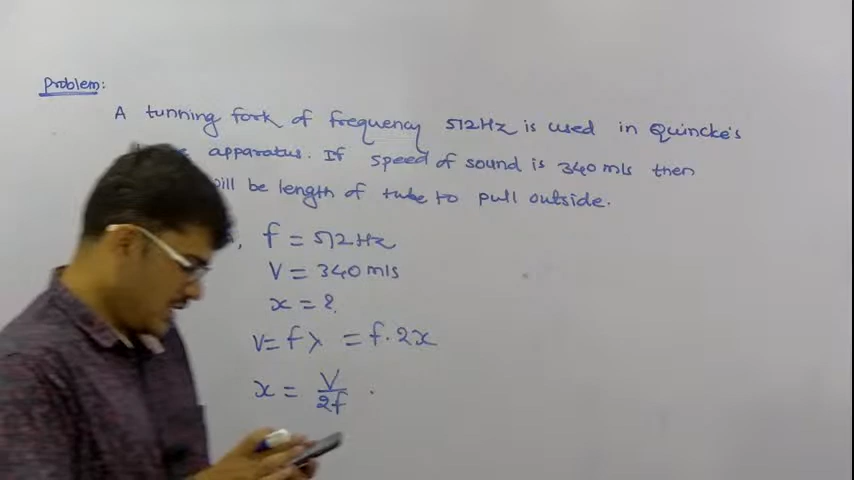 Problem:
A tunning fork of frequency 512Hz is used in Quincke's
apparatus. If speed of sound is 340 m/s then
will be length of tube to pull outside.
, f = 512Hz
V = 340 m/s
x = ?.
V = fλ = f·2x
x = V/2f .